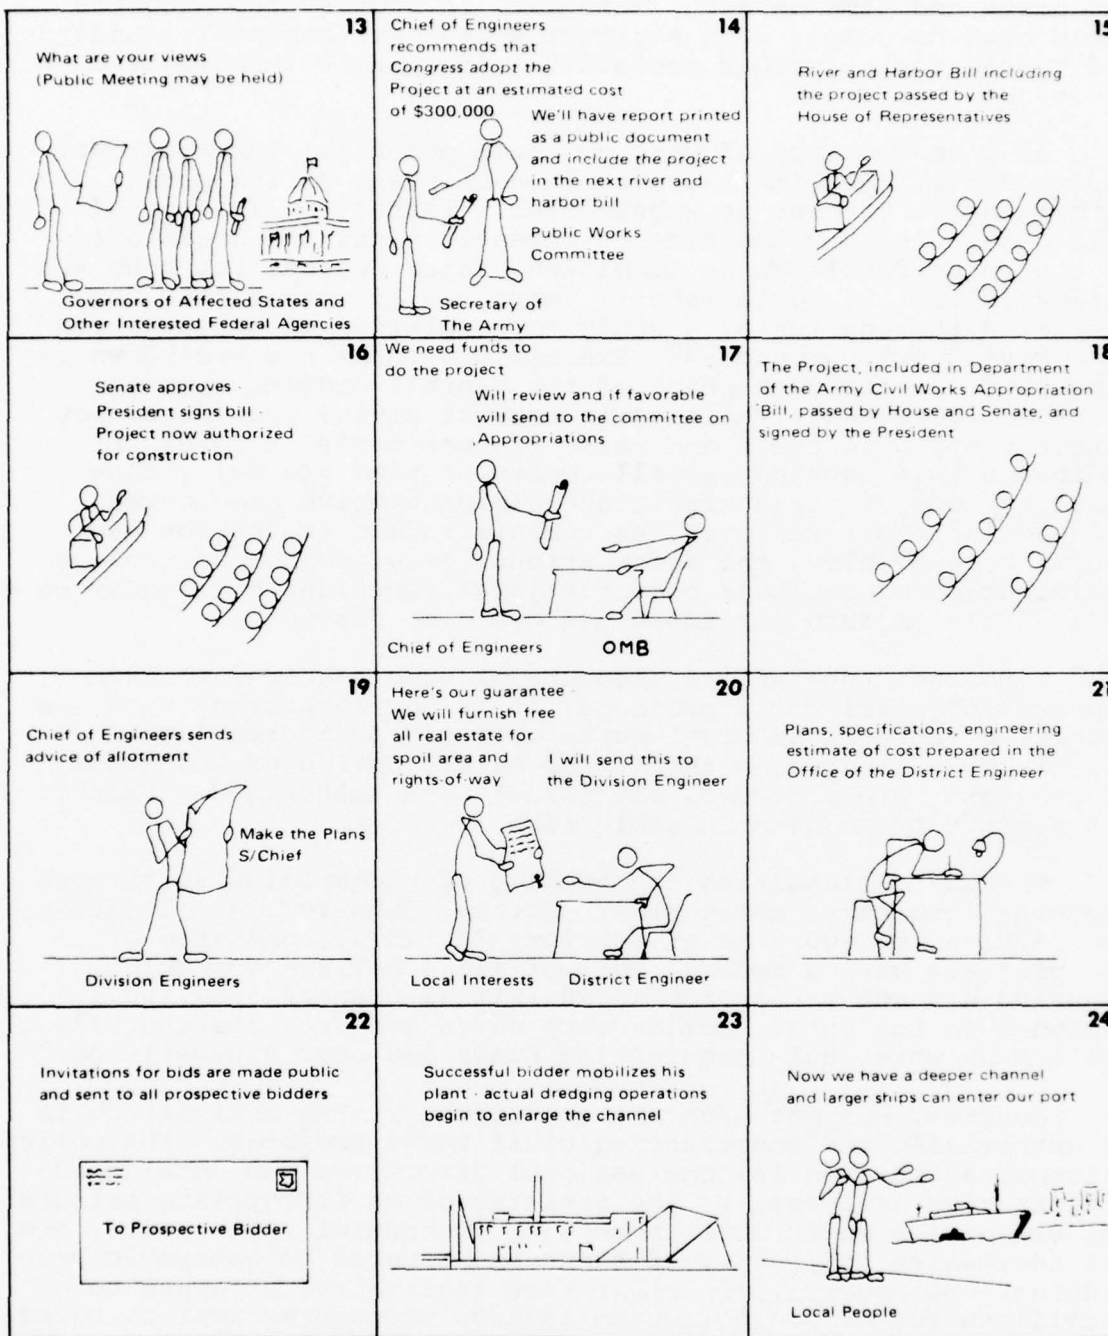 13
What are your views
(Public Meeting may be held)
Governors of Affected States and
Other Interested Federal Agencies
14
Chief of Engineers
recommends that
Congress adopt the
Project at an estimated cost
of $300,000
We'll have report printed
as a public document
and include the project
in the next river and
harbor bill
Public Works
Committee
Secretary of
The Army
15
River and Harbor Bill including
the project passed by the
House of Representatives
16
Senate approves -
President signs bill -
Project now authorized
for construction
17
We need funds to
do the project
Will review and if favorable
will send to the committee on
Appropriations
Chief of Engineers
OMB
18
The Project, included in Department
of the Army Civil Works Appropriation
Bill, passed by House and Senate, and
signed by the President
19
Chief of Engineers sends
advice of allotment
Make the Plans
S/Chief
Division Engineers
20
Here's our guarantee -
We will furnish free
all real estate for
spoil area and
rights-of-way
I will send this to
the Division Engineer
Local Interests
District Engineer
21
Plans, specifications, engineering
estimate of cost prepared in the
Office of the District Engineer
22
Invitations for bids are made public
and sent to all prospective bidders
To Prospective Bidder
23
Successful bidder mobilizes his
plant - actual dredging operations
begin to enlarge the channel
24
Now we have a deeper channel
and larger ships can enter our port
Local People